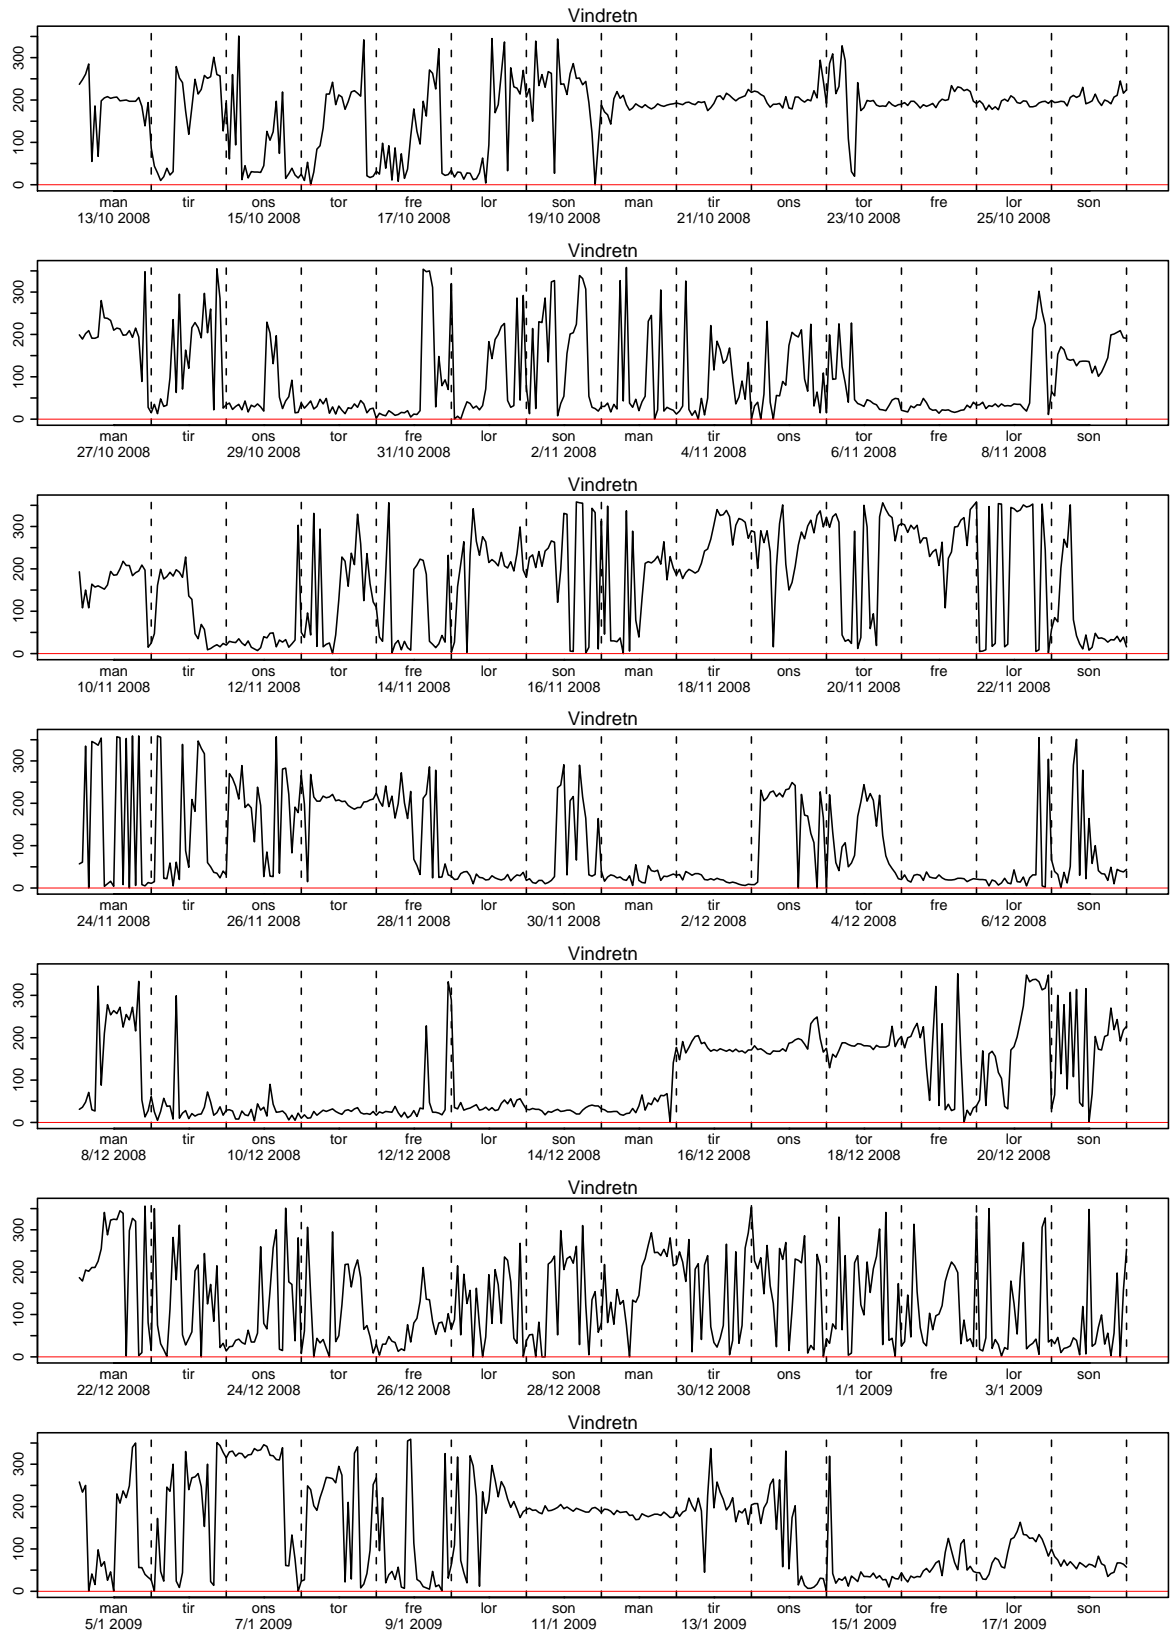 Vindretn
0 100 200 300
man tir ons tor fre lor son man tir ons tor fre lor son
13/10 2008 15/10 2008 17/10 2008 19/10 2008 21/10 2008 23/10 2008 25/10 2008
Vindretn
0 100 200 300
man tir ons tor fre lor son man tir ons tor fre lor son
27/10 2008 29/10 2008 31/10 2008 2/11 2008 4/11 2008 6/11 2008 8/11 2008
Vindretn
0 100 200 300
man tir ons tor fre lor son man tir ons tor fre lor son
10/11 2008 12/11 2008 14/11 2008 16/11 2008 18/11 2008 20/11 2008 22/11 2008
Vindretn
0 100 200 300
man tir ons tor fre lor son man tir ons tor fre lor son
24/11 2008 26/11 2008 28/11 2008 30/11 2008 2/12 2008 4/12 2008 6/12 2008
Vindretn
0 100 200 300
man tir ons tor fre lor son man tir ons tor fre lor son
8/12 2008 10/12 2008 12/12 2008 14/12 2008 16/12 2008 18/12 2008 20/12 2008
Vindretn
0 100 200 300
man tir ons tor fre lor son man tir ons tor fre lor son
22/12 2008 24/12 2008 26/12 2008 28/12 2008 30/12 2008 1/1 2009 3/1 2009
Vindretn
0 100 200 300
man tir ons tor fre lor son man tir ons tor fre lor son
5/1 2009 7/1 2009 9/1 2009 11/1 2009 13/1 2009 15/1 2009 17/1 2009